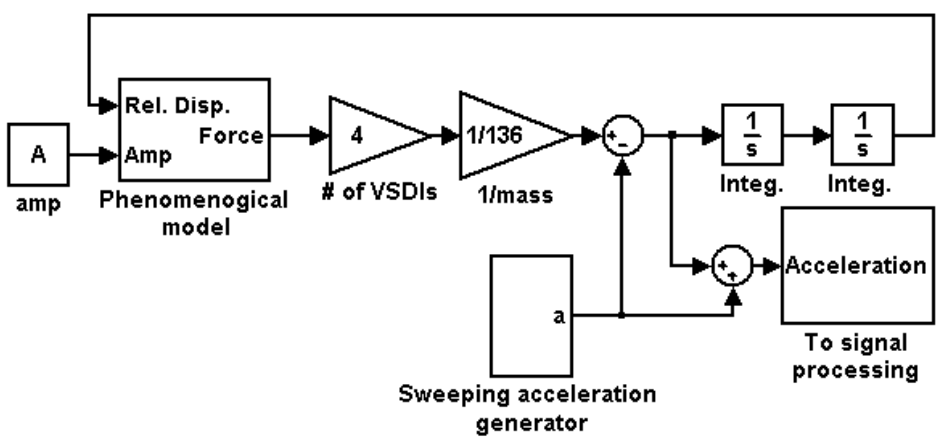 Rel. Disp.
Force
Amp
A
amp
Phenomenogical
model
4
# of VSDIs
1/136
1/mass
+
-
1
s
Integ.
1
s
Integ.
a
Sweeping acceleration
generator
+
+
Acceleration
To signal
processing